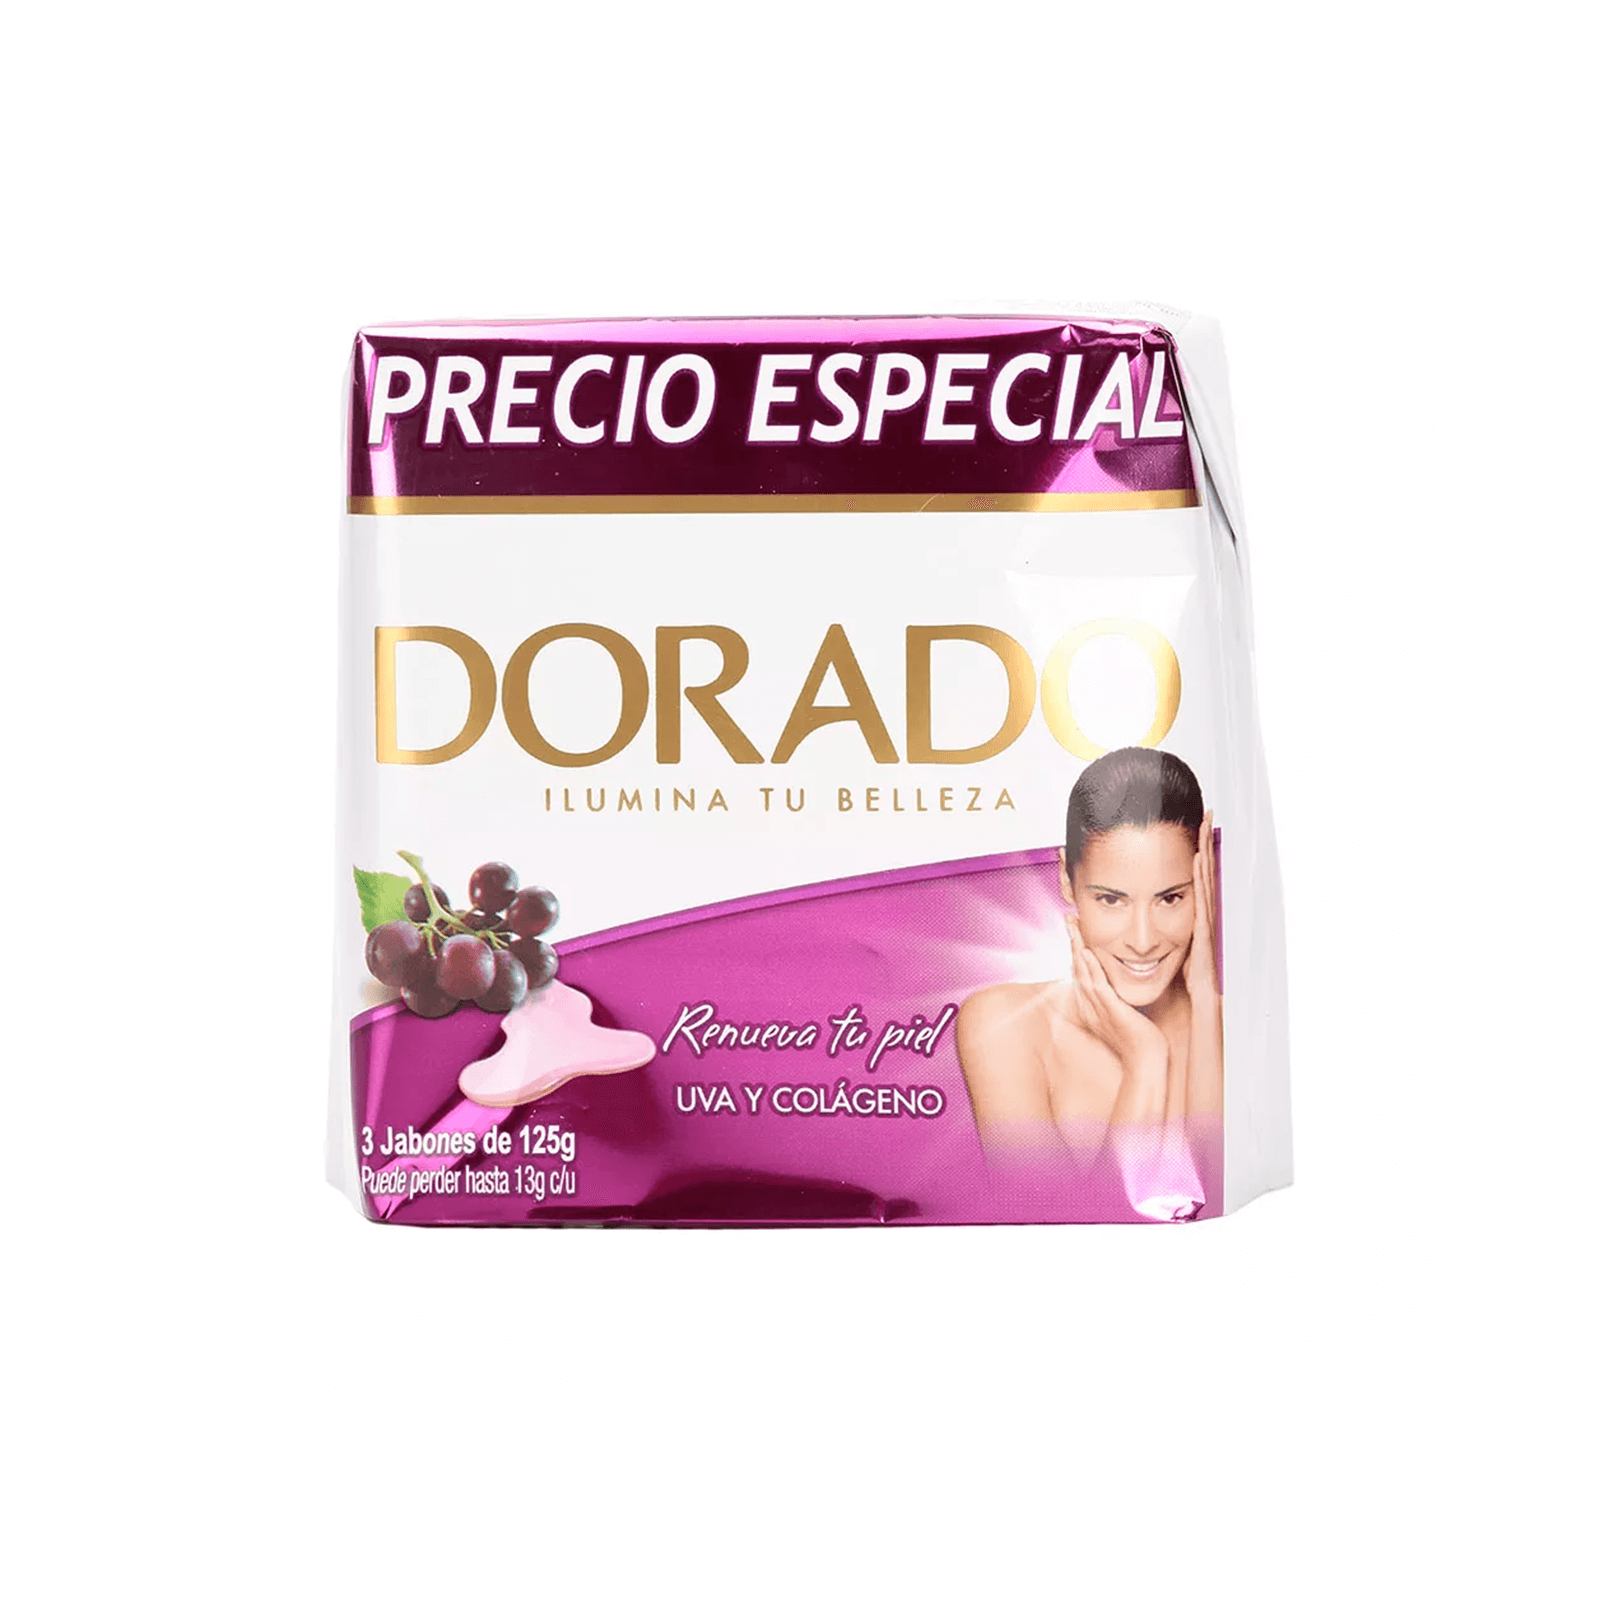 PRECIO ESPECIAL
DORADO
ILUMINA TU BELLEZA
Renueva tu piel
UVA Y COLÁGENO
3 Jabones de 125g
Puede perder hasta 13g c/u